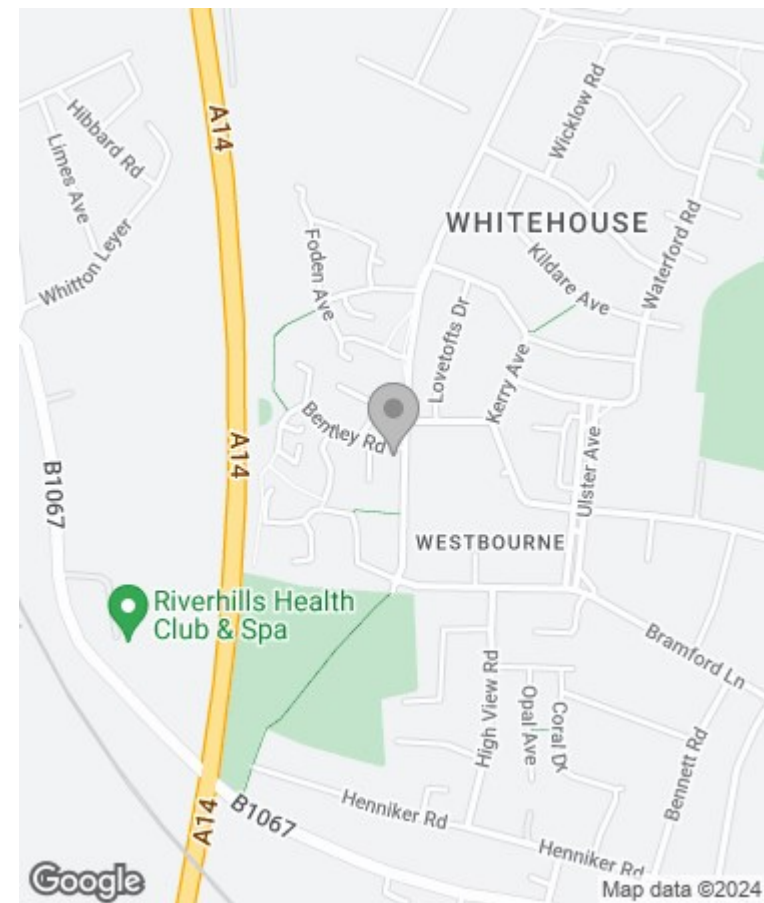 A14
Wicklow Rd
Hibbard Rd
Limes Ave
WHITEHOUSE
Waterford Rd
Foden Ave
Kildare Ave
Whitton Leyer
Lovetofts Dr
Kerry Ave
Bentley Rd
A14
Ulster Ave
B1067
WESTBOURNE
Riverhills Health
Club & Spa
Bramford Ln
High View Rd
Opal Ave
Coral Dr
Bennett Rd
B1067
Henniker Rd
A14
Henniker Rd
Google
Map data ©2024